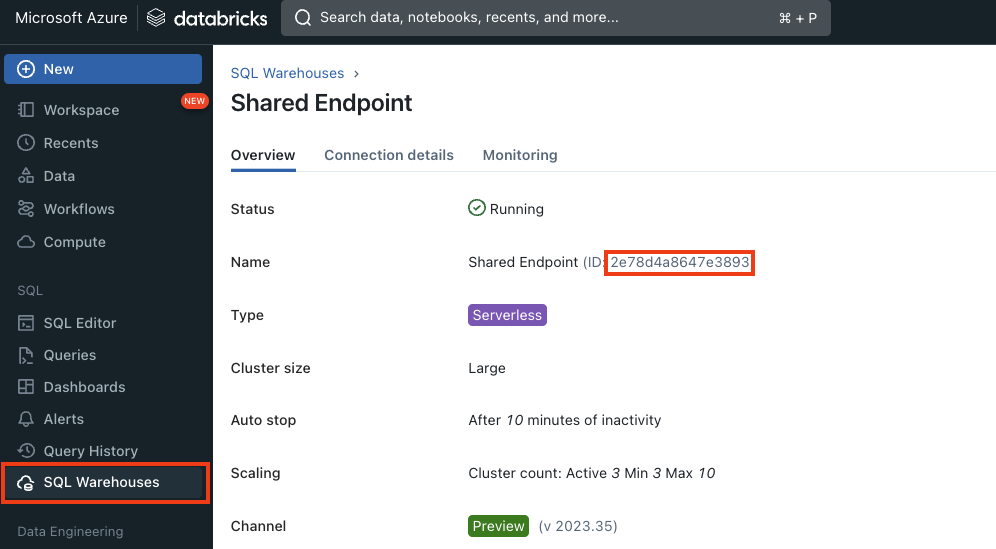 Microsoft Azure databricks Search data, notebooks, recents, and more... ⌘ + P
New
Workspace NEW
Recents
Data
Workflows
Compute
SQL
SQL Editor
Queries
Dashboards
Alerts
Query History
SQL Warehouses
Data Engineering
SQL Warehouses ›
Shared Endpoint
Overview Connection details Monitoring
Status Running
Name Shared Endpoint (ID: 2e78d4a8647e3893
Type Serverless
Cluster size Large
Auto stop After 10 minutes of inactivity
Scaling Cluster count: Active 3 Min 3 Max 10
Channel Preview (v 2023.35)